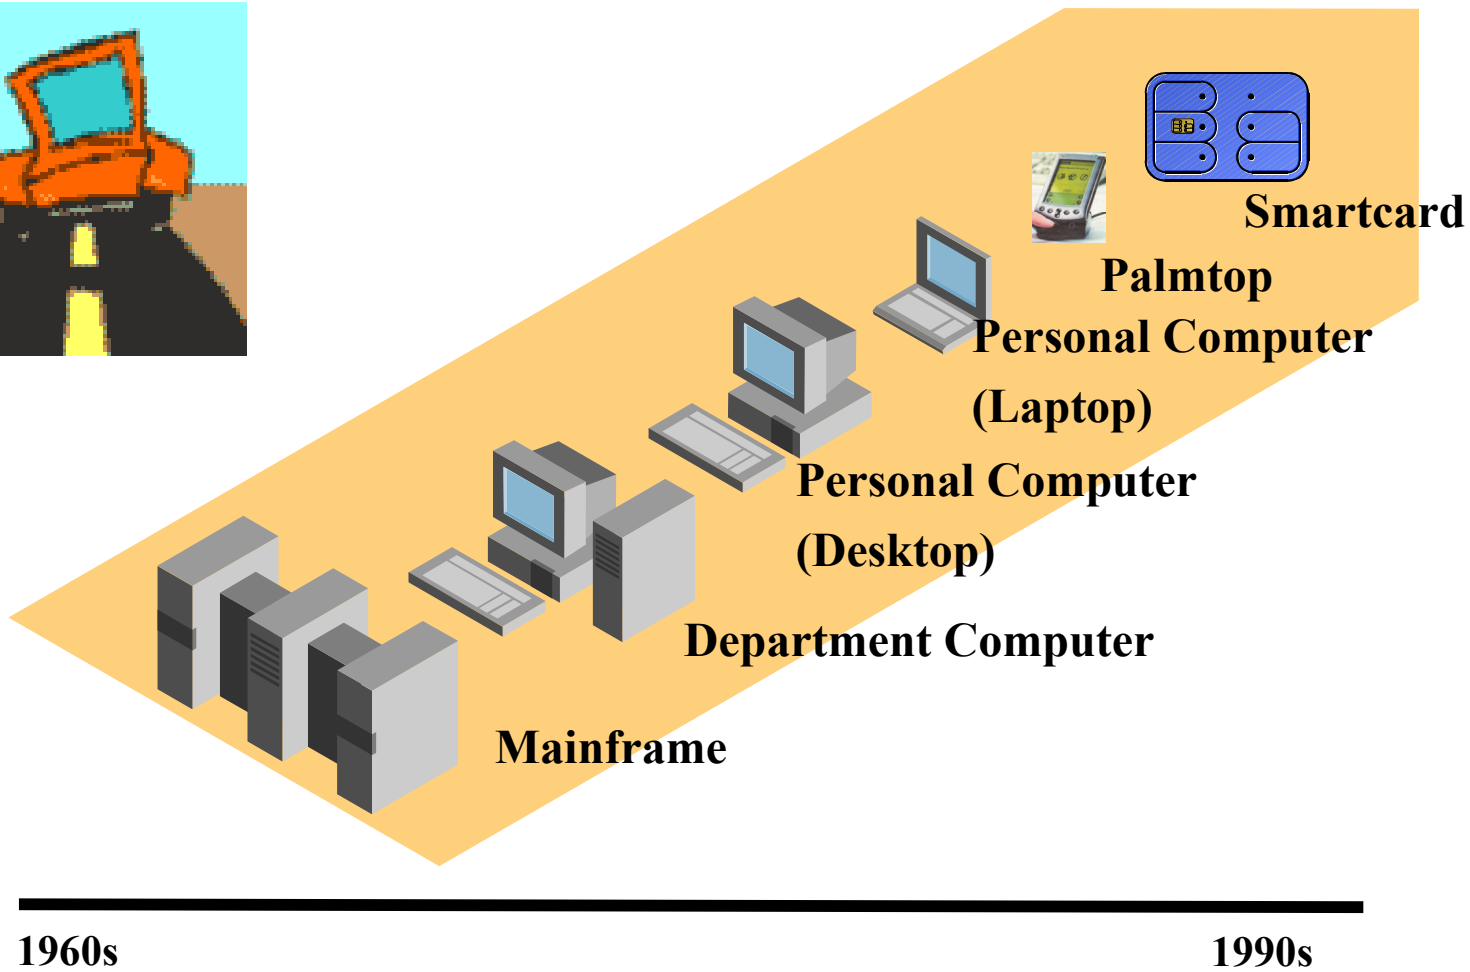 Smartcard
Palmtop
Personal Computer
(Laptop)
Personal Computer
(Desktop)
Department Computer
Mainframe
1960s
1990s